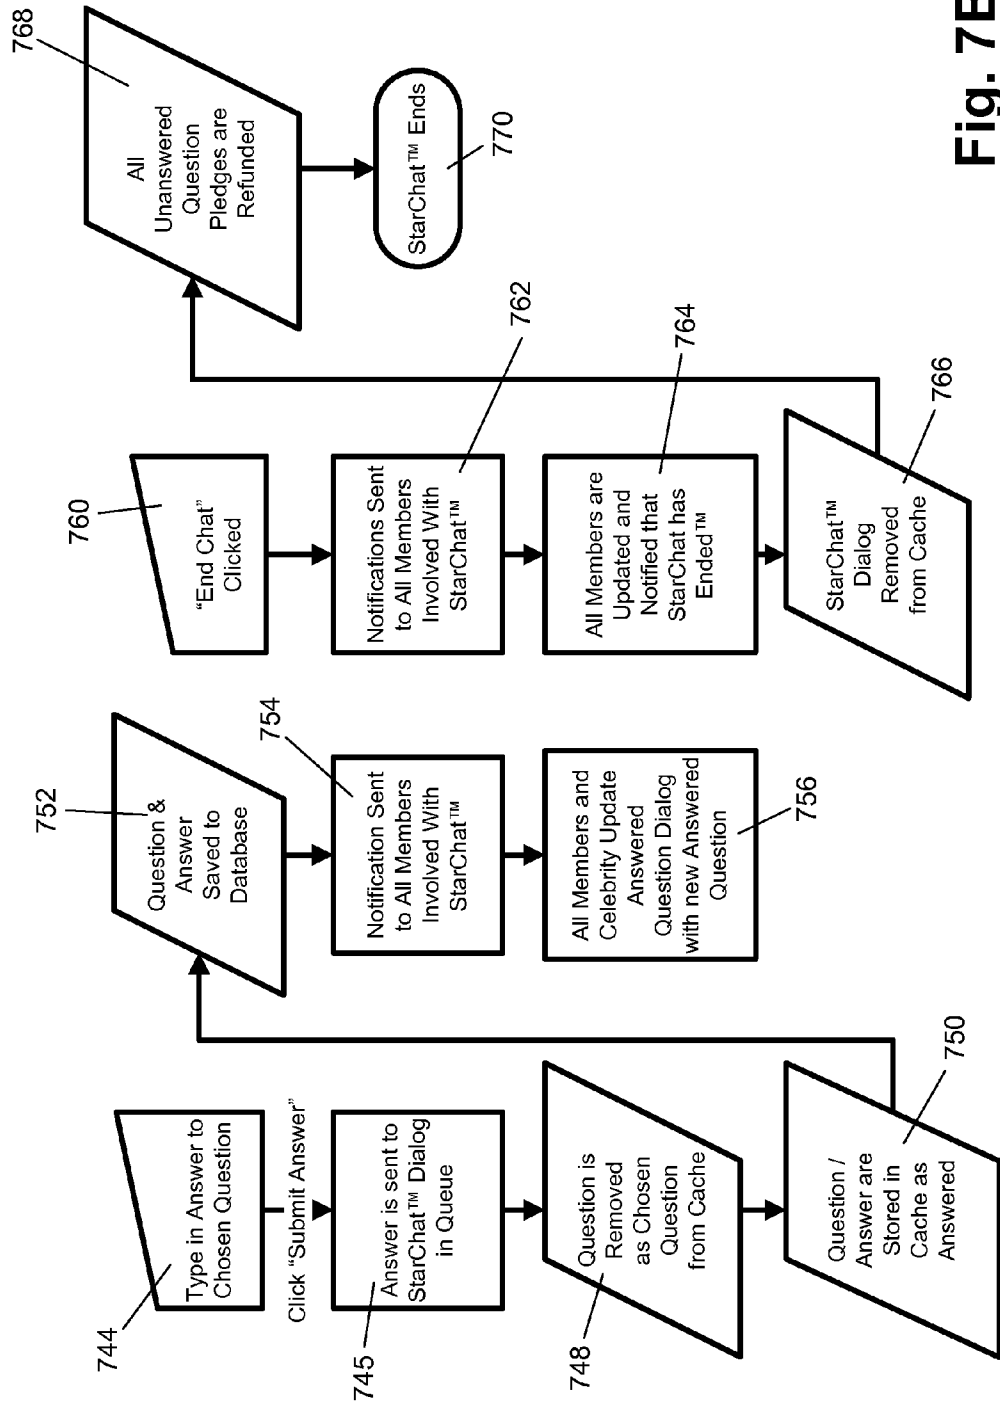 744
Type in Answer to
Chosen Question
Click “Submit Answer”
745
Answer is sent to
StarChat™ Dialog
in Queue
748
Question is
Removed
as Chosen
Question
from Cache
750
Question /
Answer are
Stored in
Cache as
Answered
752
Question &
Answer
Saved to
Database
754
Notification Sent
to All Members
Involved With
StarChat™
756
All Members and
Celebrity Update
Answered
Question Dialog
with new Answered
Question
760
“End Chat”
Clicked
762
Notifications Sent
to All Members
Involved With
StarChat™
764
All Members are
Updated and
Notified that
StarChat has
Ended™
766
StarChat™
Dialog
Removed
from Cache
768
All
Unanswered
Question
Pledges are
Refunded
770
StarChat™ Ends
Fig. 7E